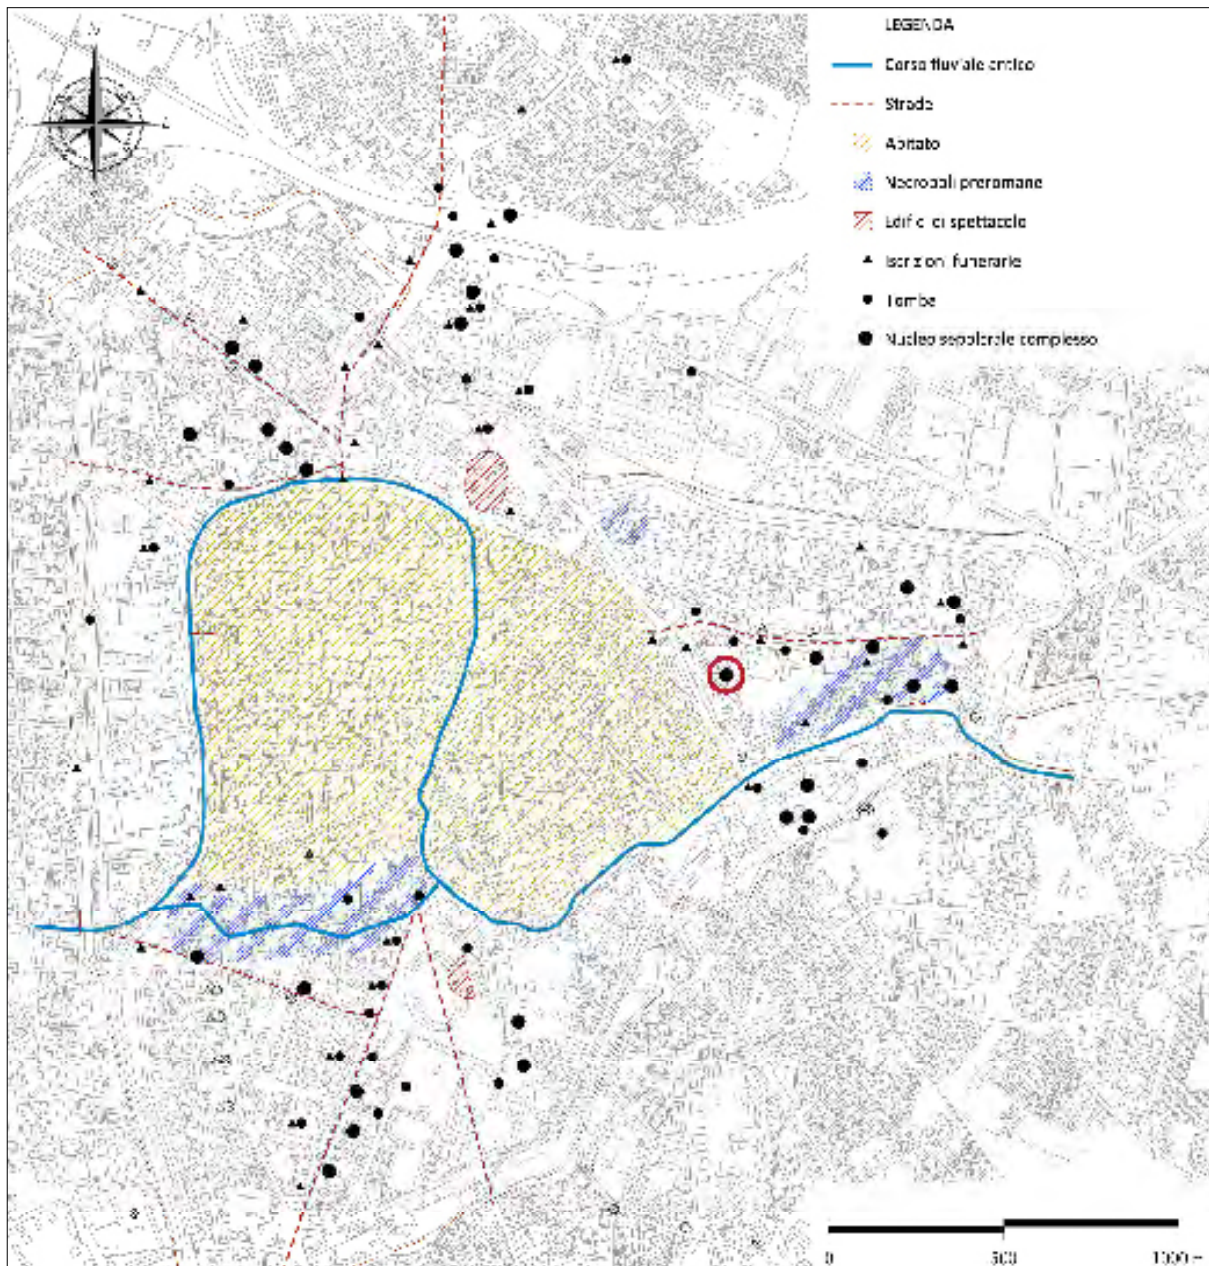 LEGENDA
Corso fluviale antico
Strade
Abitato
Necropoli preromane
Edifici di spettacolo
Iscrizioni funerarie
Tombe
Nucleo sepolcrale complesso
0 500 1000